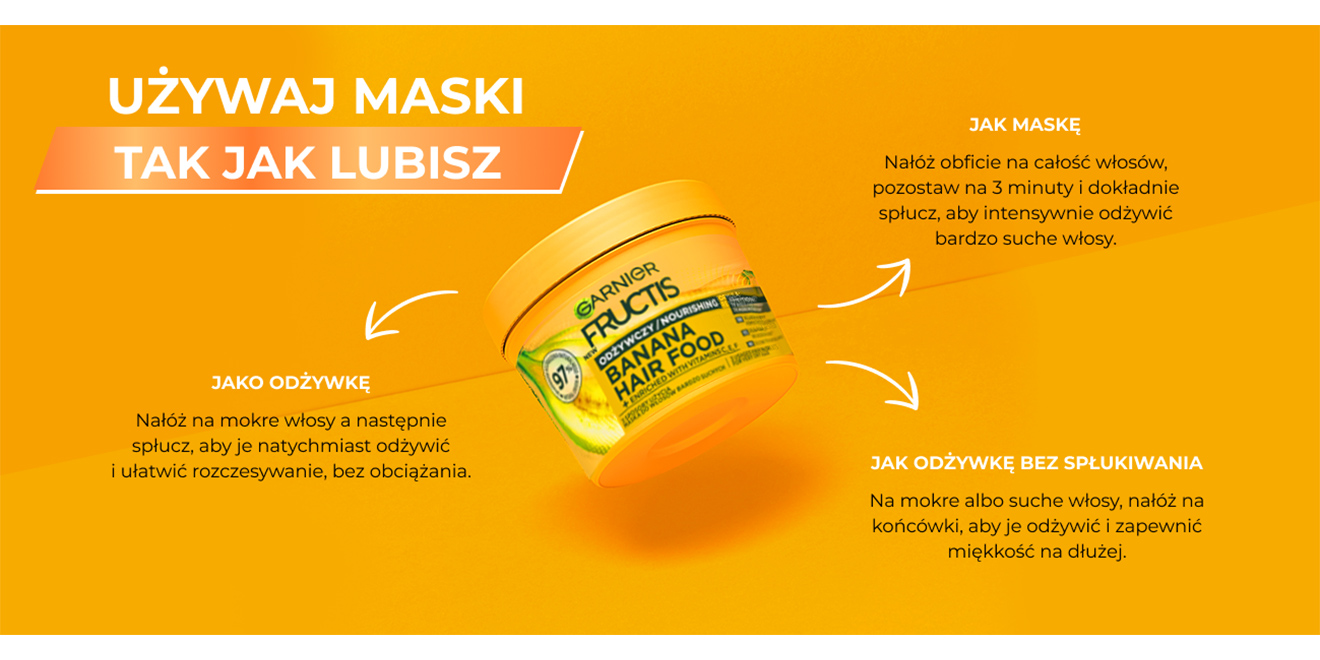 UŻYWAJ MASKI
TAK JAK LUBISZ
JAK MASKĘ
Nałóż obficie na całość włosów,
pozostaw na 3 minuty i dokładnie
spłucz, aby intensywnie odżywić
bardzo suche włosy.
GARNIER
FRUCTIS
ODŻYWCZY / NOURISHING
NEW
BANANA
HAIR FOOD
+ ENRICHED WITH VITAMINS C, E, F
97%
JAKO ODŻYWKĘ
Nałóż na mokre włosy a następnie
spłucz, aby je natychmiast odżywić
i ułatwić rozczesywanie, bez obciążania.
JAK ODŻYWKĘ BEZ SPŁUKIWANIA
Na mokre albo suche włosy, nałóż na
końcówki, aby je odżywić i zapewnić
miękkość na dłużej.